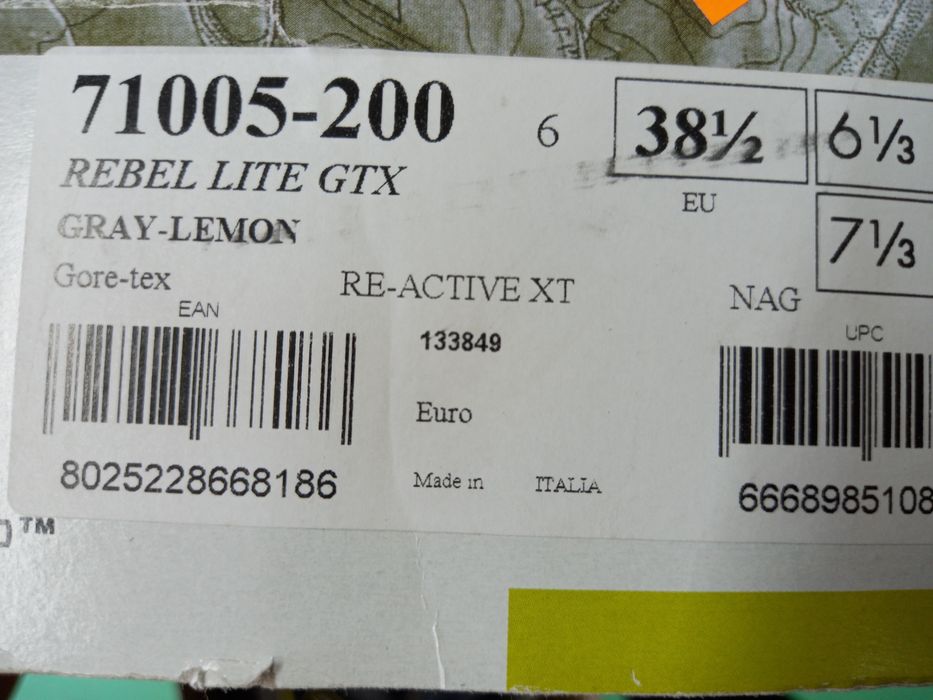 71005-200 6 38½ 6⅓
REBEL LITE GTX EU
GRAY-LEMON 7⅓
Gore-tex RE-ACTIVE XT NAG
EAN 133849 UPC
Euro
8025228668186 Made in ITALIA 6668985108
TM